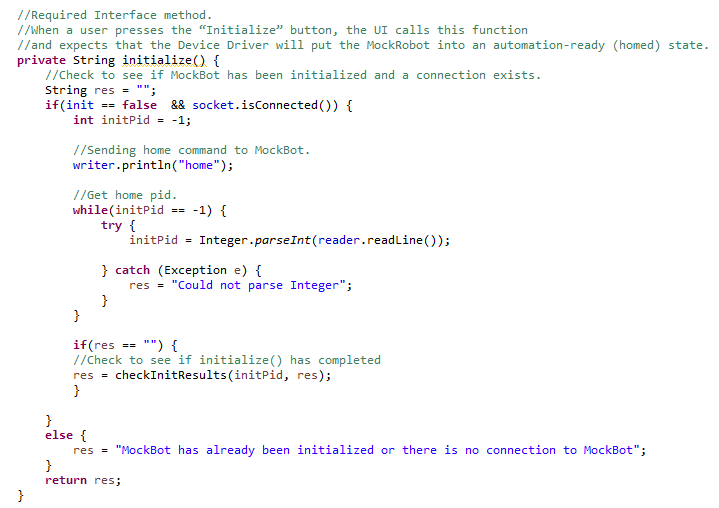 //Required Interface method.
//When a user presses the “Initialize” button, the UI calls this function
//and expects that the Device Driver will put the MockRobot into an automation-ready (homed) state.
private String initialize() {
    //Check to see if MockBot has been initialized and a connection exists.
    String res = "";
    if(init == false  && socket.isConnected()) {
        int initPid = -1;

        //Sending home command to MockBot.
        writer.println("home");

        //Get home pid.
        while(initPid == -1) {
            try {
                initPid = Integer.parseInt(reader.readLine());

            } catch (Exception e) {
                res = "Could not parse Integer";
            }
        }

        if(res == "") {
        //Check to see if initialize() has completed
        res = checkInitResults(initPid, res);
        }

    }
    else {
        res = "MockBot has already been initialized or there is no connection to MockBot";
    }
    return res;
}